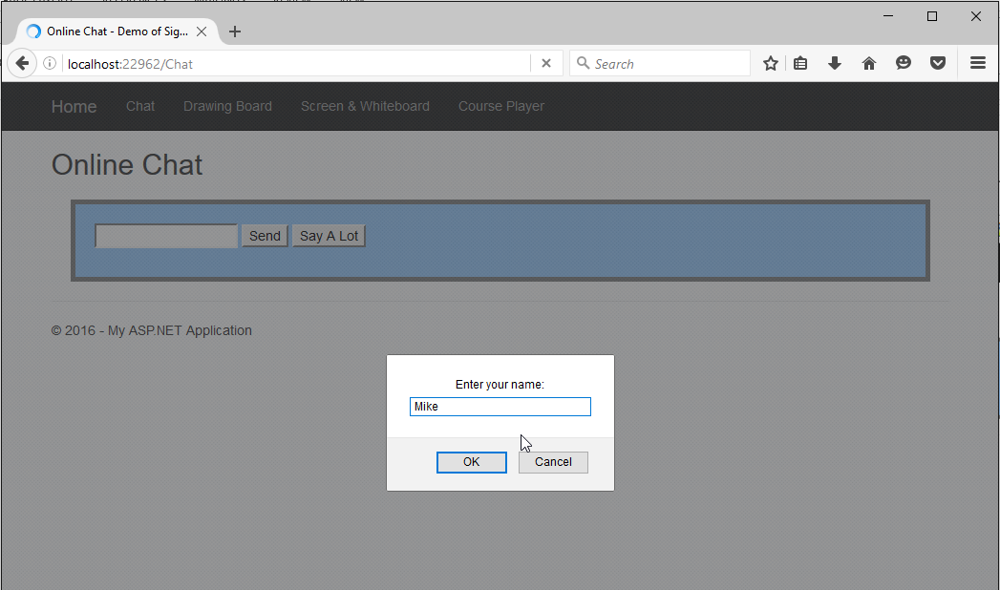 Online Chat - Demo of Sig...
localhost:22962/Chat
Search
Home Chat Drawing Board Screen & Whiteboard Course Player
Online Chat
Send Say A Lot
© 2016 - My ASP.NET Application
Enter your name:
Mike
OK Cancel